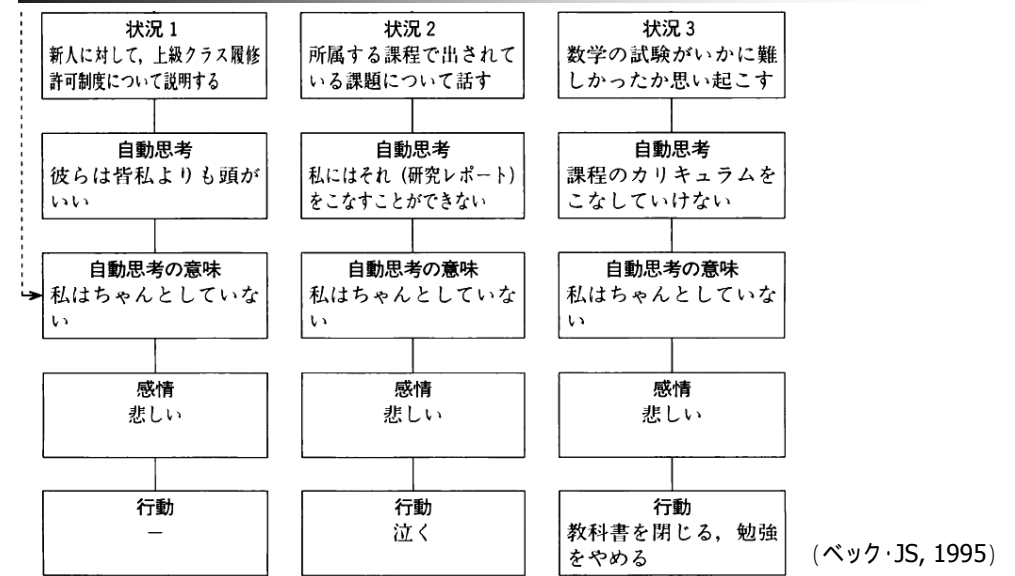 状況 1
新人に対して，上級クラス履修
許可制度について説明する
状況 2
所属する課程で出されて
いる課題について話す
状況 3
数学の試験がいかに難
しかったか思い起こす
自動思考
彼らは皆私よりも頭が
いい
自動思考
私にはそれ（研究レポート）
をこなすことができない
自動思考
課程のカリキュラムを
こなしていけない
自動思考の意味
私はちゃんとしていな
い
自動思考の意味
私はちゃんとしていな
い
自動思考の意味
私はちゃんとしていな
い
感情
悲しい
感情
悲しい
感情
悲しい
行動
－
行動
泣く
行動
教科書を閉じる，勉強
をやめる
(ベック･JS, 1995)